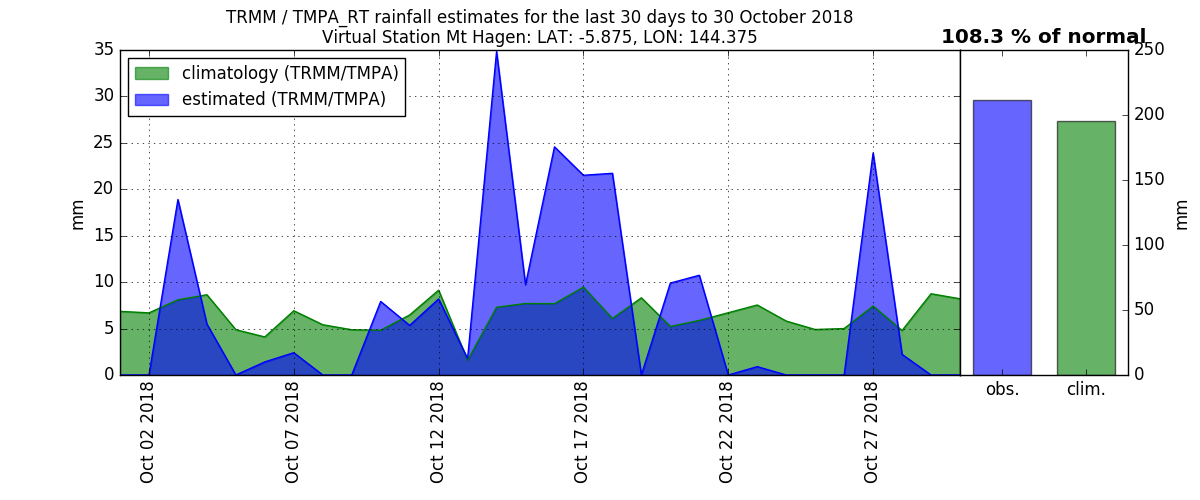 TRMM / TMPA_RT rainfall estimates for the last 30 days to 30 October 2018
Virtual Station Mt Hagen: LAT: -5.875, LON: 144.375
108.3 % of normal
climatology (TRMM/TMPA)
estimated (TRMM/TMPA)
35
30
25
20
15
10
5
0
mm
Oct 02 2018
Oct 07 2018
Oct 12 2018
Oct 17 2018
Oct 22 2018
Oct 27 2018
250
200
150
100
50
0
mm
obs.
clim.